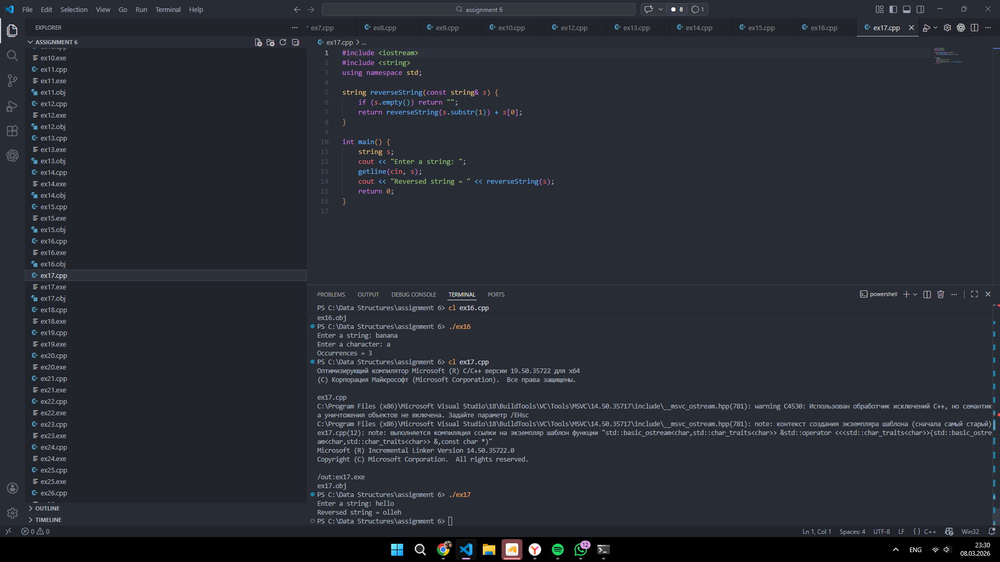 File Edit Selection View Go Run Terminal Help
assignment 6
8
1
EXPLORER
ASSIGNMENT 6
ex10.exe
ex11.cpp
ex11.exe
ex11.obj
ex12.cpp
ex12.exe
ex12.obj
ex13.cpp
ex13.exe
ex13.obj
ex14.cpp
ex14.exe
ex14.obj
ex15.cpp
ex15.exe
ex15.obj
ex16.cpp
ex16.exe
ex16.obj
ex17.cpp
ex17.exe
ex17.obj
ex18.cpp
ex18.exe
ex19.cpp
ex19.exe
ex20.cpp
ex20.exe
ex21.cpp
ex21.exe
ex22.cpp
ex22.exe
ex23.cpp
ex23.exe
ex24.cpp
ex24.exe
ex25.cpp
ex25.exe
ex26.cpp
OUTLINE
TIMELINE
ex7.cpp ex8.cpp ex9.cpp ex10.cpp ex12.cpp ex13.cpp ex14.cpp ex15.cpp ex16.cpp ex17.cpp
ex17.cpp > ...
1 #include <iostream>
2 #include <string>
3 using namespace std;
4
5 string reverseString(const string& s) {
6 if (s.empty()) return "";
7 return reverseString(s.substr(1)) + s[0];
8 }
9
10 int main() {
11 string s;
12 cout << "Enter a string: ";
13 getline(cin, s);
14 cout << "Reversed string = " << reverseString(s);
15 return 0;
16 }
17
PROBLEMS OUTPUT DEBUG CONSOLE TERMINAL PORTS
powershell
PS C:\Data Structures\assignment 6> cl ex16.cpp
ex16.obj
PS C:\Data Structures\assignment 6> ./ex16
Enter a string: banana
Enter a character: a
Occurrences = 3
PS C:\Data Structures\assignment 6> cl ex17.cpp
Оптимизирующий компилятор Microsoft (R) C/C++ версии 19.50.35722 для x64
(C) Корпорация Майкрософт (Microsoft Corporation).  Все права защищены.
ex17.cpp
C:\Program Files (x86)\Microsoft Visual Studio\18\BuildTools\VC\Tools\MSVC\14.50.35717\include\__msvc_ostream.hpp(781): warning C4530: Использован обработчик исключений C++, но семантик
а уничтожения объектов не включена. Задайте параметр /EHsc
C:\Program Files (x86)\Microsoft Visual Studio\18\BuildTools\VC\Tools\MSVC\14.50.35717\include\__msvc_ostream.hpp(781): note: контекст создания экземпляра шаблона (сначала самый старый)
ex17.cpp(12): note: выполняется компиляция ссылки на экземпляр шаблон функции "std::basic_ostream<char,std::char_traits<char>> &std::operator <<<std::char_traits<char>>(std::basic_ostre
am<char,std::char_traits<char>> &,const char *)"
Microsoft (R) Incremental Linker Version 14.50.35722.0
Copyright (C) Microsoft Corporation.  All rights reserved.
/out:ex17.exe
ex17.obj
PS C:\Data Structures\assignment 6> ./ex17
Enter a string: hello
Reversed string = olleh
PS C:\Data Structures\assignment 6>
0 0
Ln 1, Col 1 Spaces: 4 UTF-8 LF { } C++ Win32
12
ENG
23:30
08.03.2026